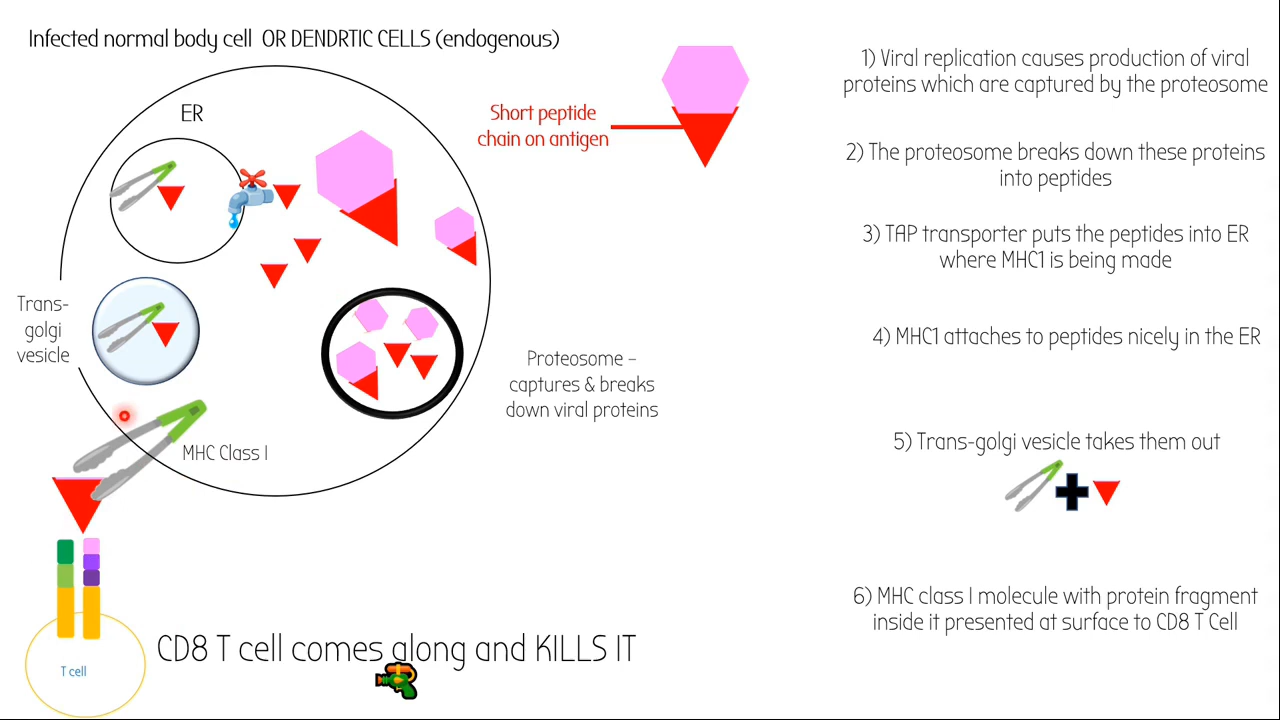 Infected normal body cell OR DENDRTIC CELLS (endogenous)
ER
Short peptide
chain on antigen
Trans-
golgi
vesicle
Proteosome –
captures & breaks
down viral proteins
MHC Class I
T cell
CD8 T cell comes along and KILLS IT
1) Viral replication causes production of viral
proteins which are captured by the proteosome
2) The proteosome breaks down these proteins
into peptides
3) TAP transporter puts the peptides into ER
where MHC1 is being made
4) MHC1 attaches to peptides nicely in the ER
5) Trans-golgi vesicle takes them out
6) MHC class I molecule with protein fragment
inside it presented at surface to CD8 T Cell